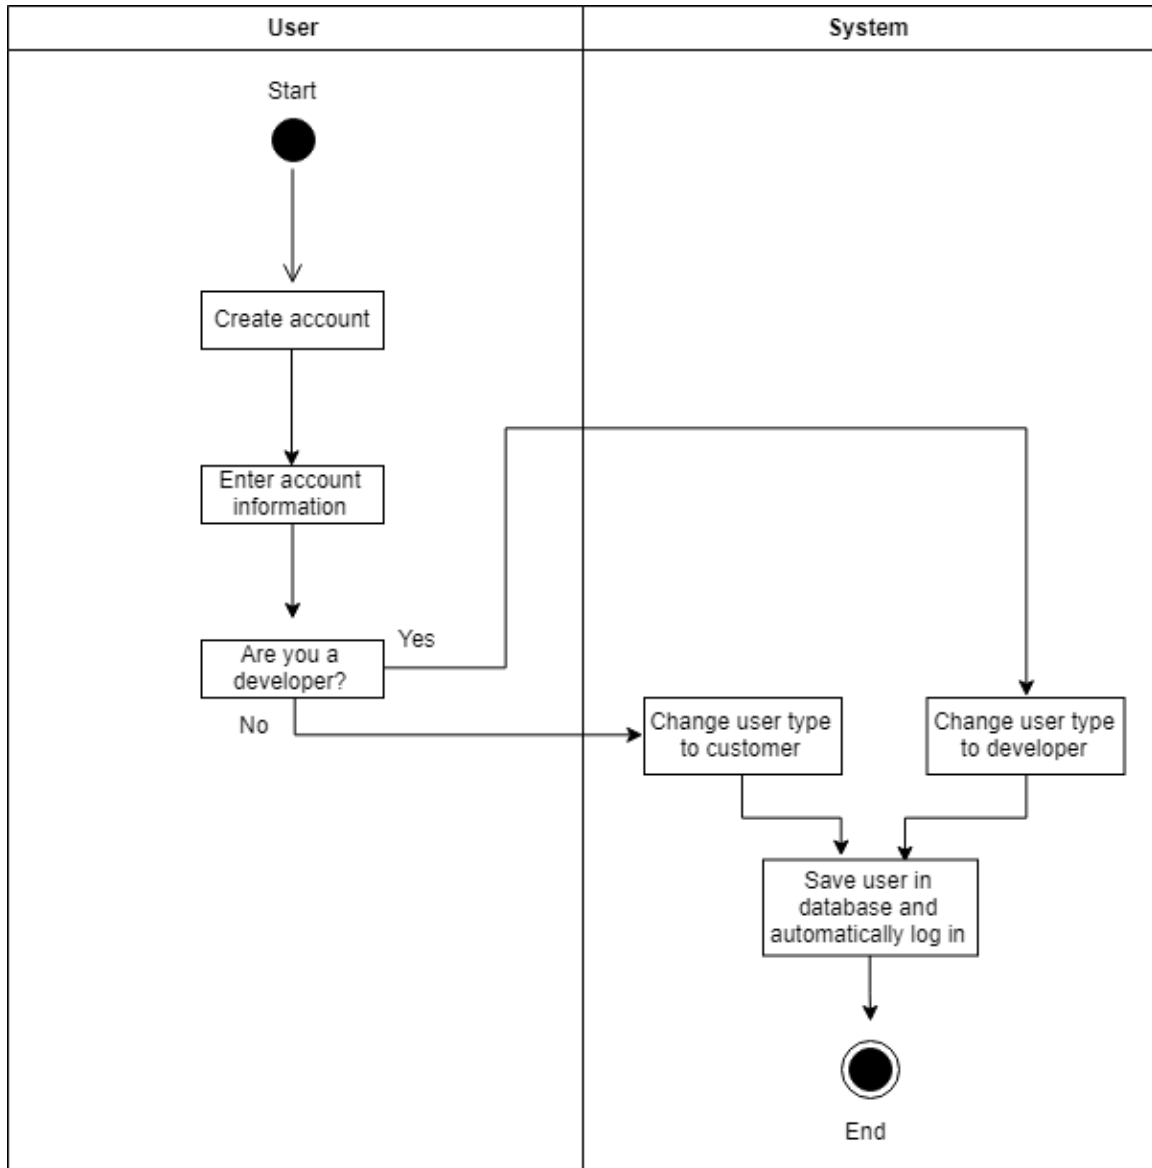 User
System
Start
Create account
Enter account
information
Are you a
developer?
Yes
No
Change user type
to customer
Change user type
to developer
Save user in
database and
automatically log in
End